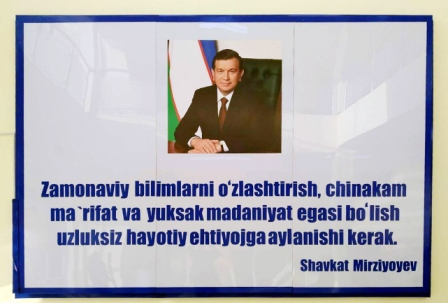 Zamonaviy bilimlarni o‘zlashtirish, chinakam
ma`rifat va yuksak madaniyat egasi bo‘lish
uzluksiz hayotiy ehtiyojga aylanishi kerak.
Shavkat Mirziyoyev